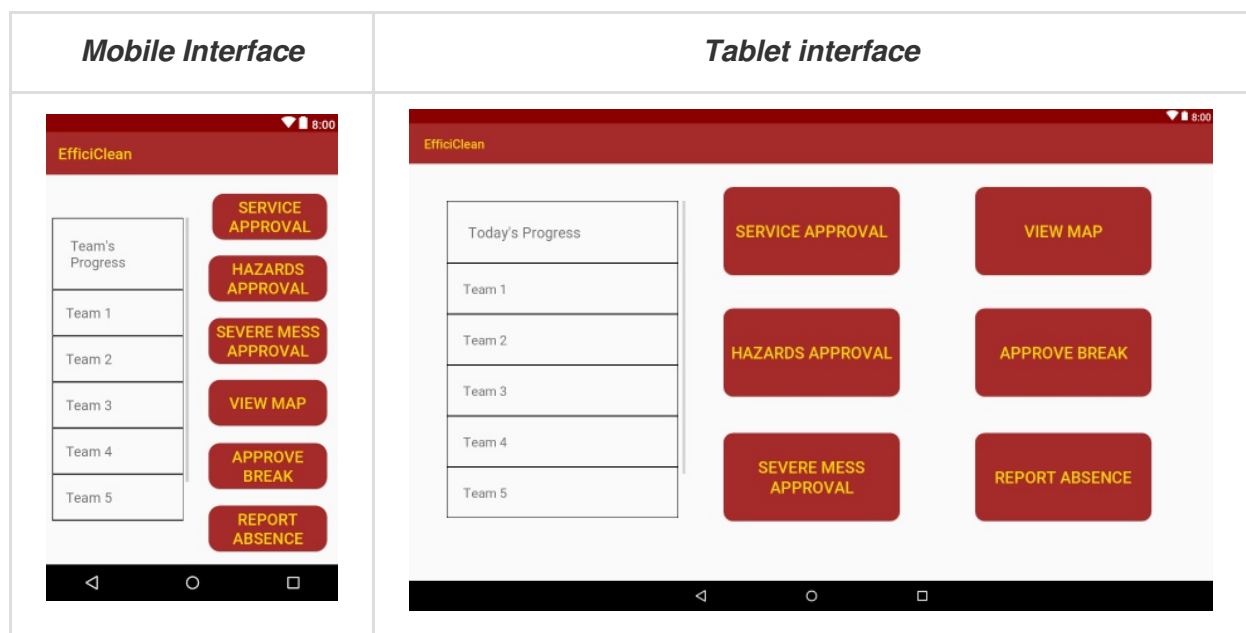 Mobile Interface
Tablet interface
8:00
EfficiClean
Team's
Progress
Team 1
Team 2
Team 3
Team 4
Team 5
SERVICE
APPROVAL
HAZARDS
APPROVAL
SEVERE MESS
APPROVAL
VIEW MAP
APPROVE
BREAK
REPORT
ABSENCE
8:00
EfficiClean
Today's Progress
Team 1
Team 2
Team 3
Team 4
Team 5
SERVICE APPROVAL
VIEW MAP
HAZARDS APPROVAL
APPROVE BREAK
SEVERE MESS
APPROVAL
REPORT ABSENCE